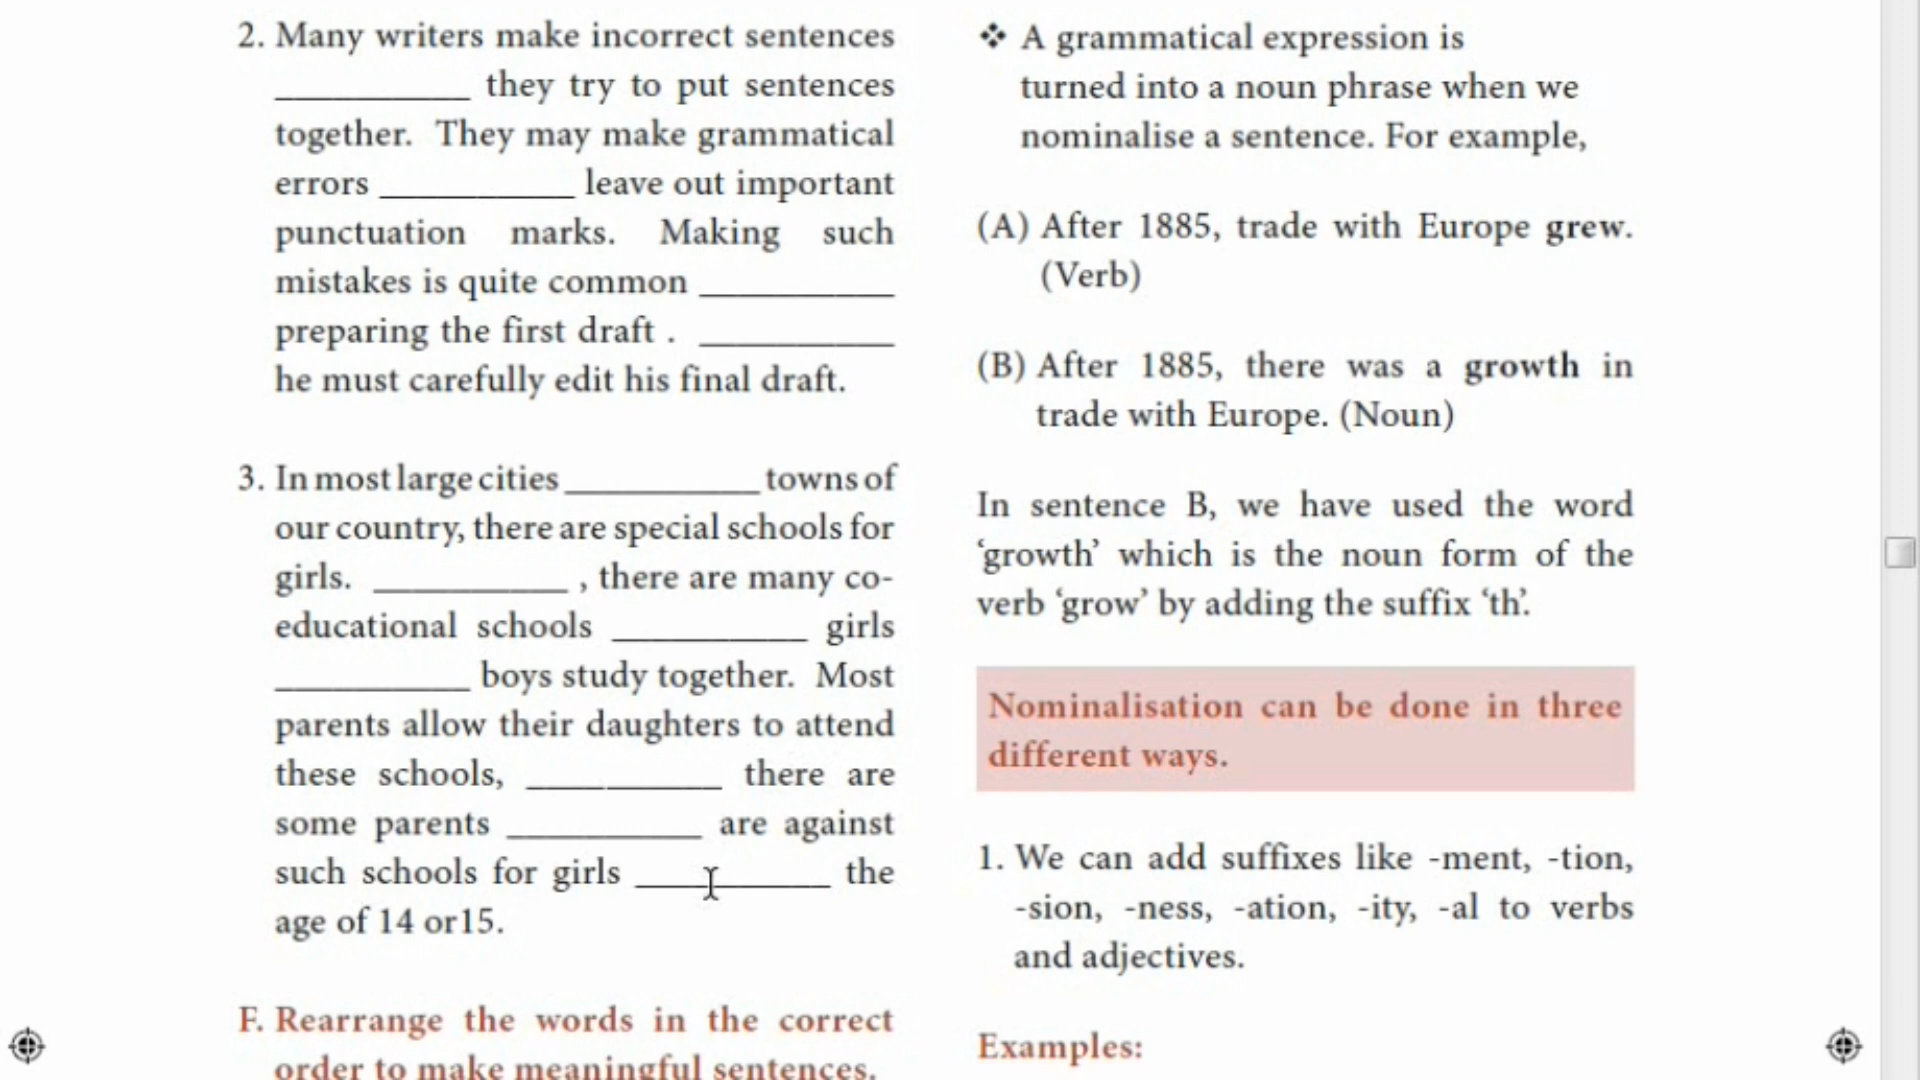 2. Many writers make incorrect sentences
__________ they try to put sentences
together. They may make grammatical
errors __________ leave out important
punctuation marks. Making such
mistakes is quite common __________
preparing the first draft . __________
he must carefully edit his final draft.
3. In most large cities __________ towns of
our country, there are special schools for
girls. __________ , there are many co-
educational schools __________ girls
__________ boys study together. Most
parents allow their daughters to attend
these schools, __________ there are
some parents __________ are against
such schools for girls __________ the
age of 14 or15.
F. Rearrange the words in the correct
order to make meaningful sentences.
❖ A grammatical expression is
turned into a noun phrase when we
nominalise a sentence. For example,
(A) After 1885, trade with Europe grew.
(Verb)
(B) After 1885, there was a growth in
trade with Europe. (Noun)
In sentence B, we have used the word
‘growth’ which is the noun form of the
verb ‘grow’ by adding the suffix ‘th’.
Nominalisation can be done in three
different ways.
1. We can add suffixes like -ment, -tion,
-sion, -ness, -ation, -ity, -al to verbs
and adjectives.
Examples: